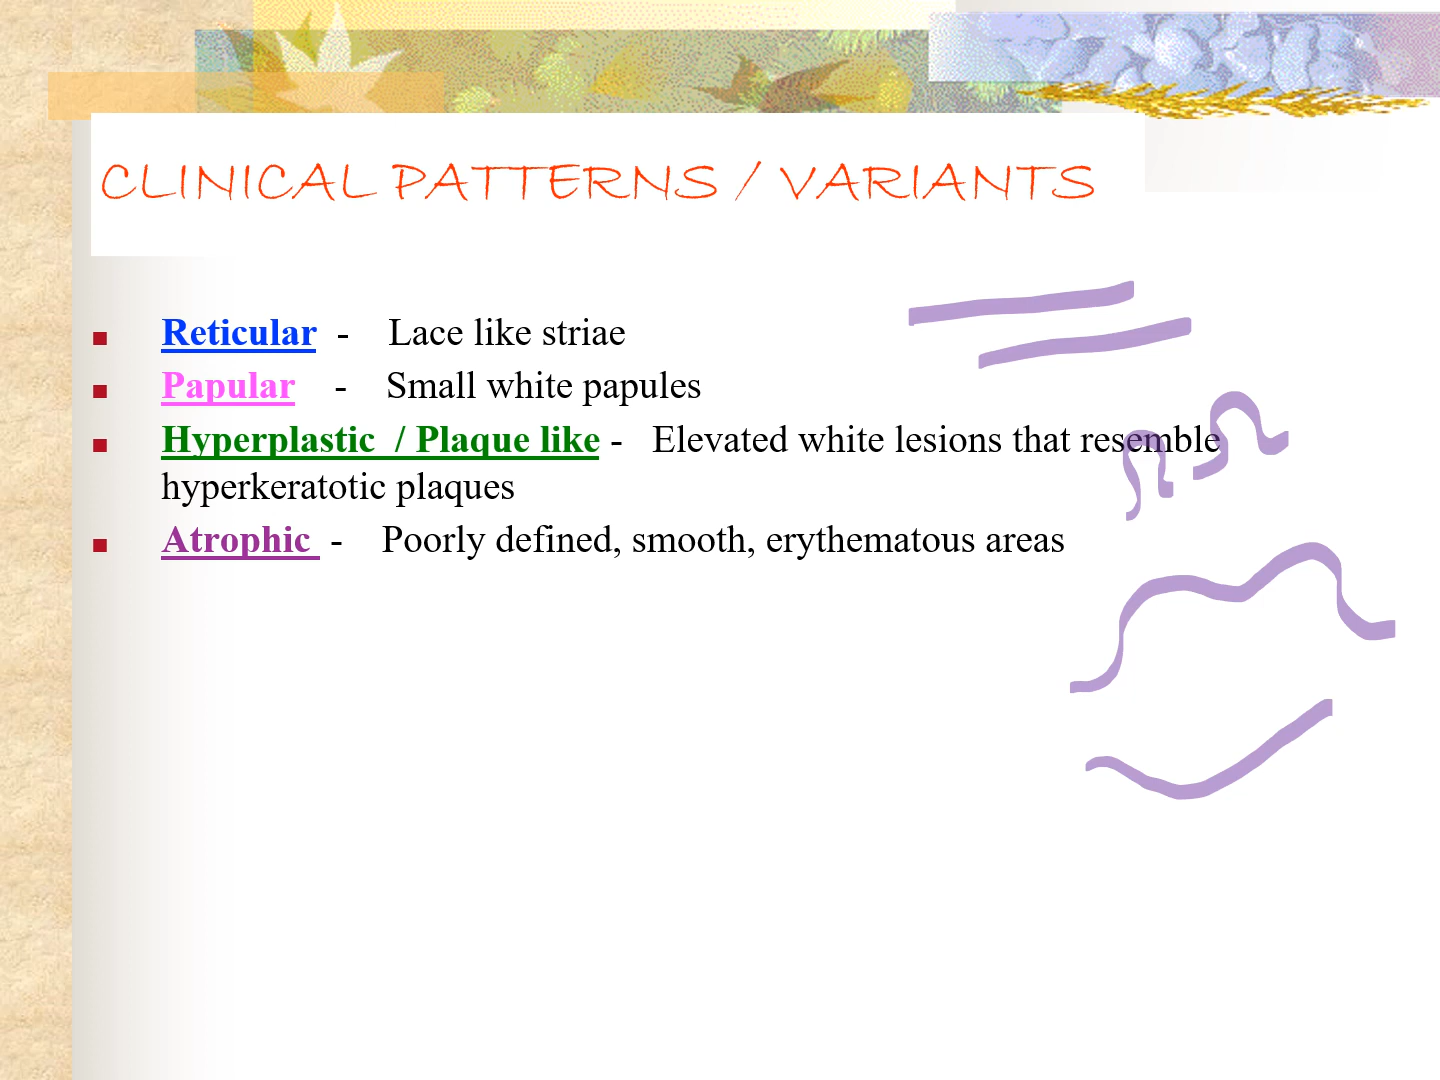 CLINICAL PATTERNS / VARIANTS
Reticular - Lace like striae
Papular - Small white papules
Hyperplastic / Plaque like - Elevated white lesions that resemble
hyperkeratotic plaques
Atrophic - Poorly defined, smooth, erythematous areas